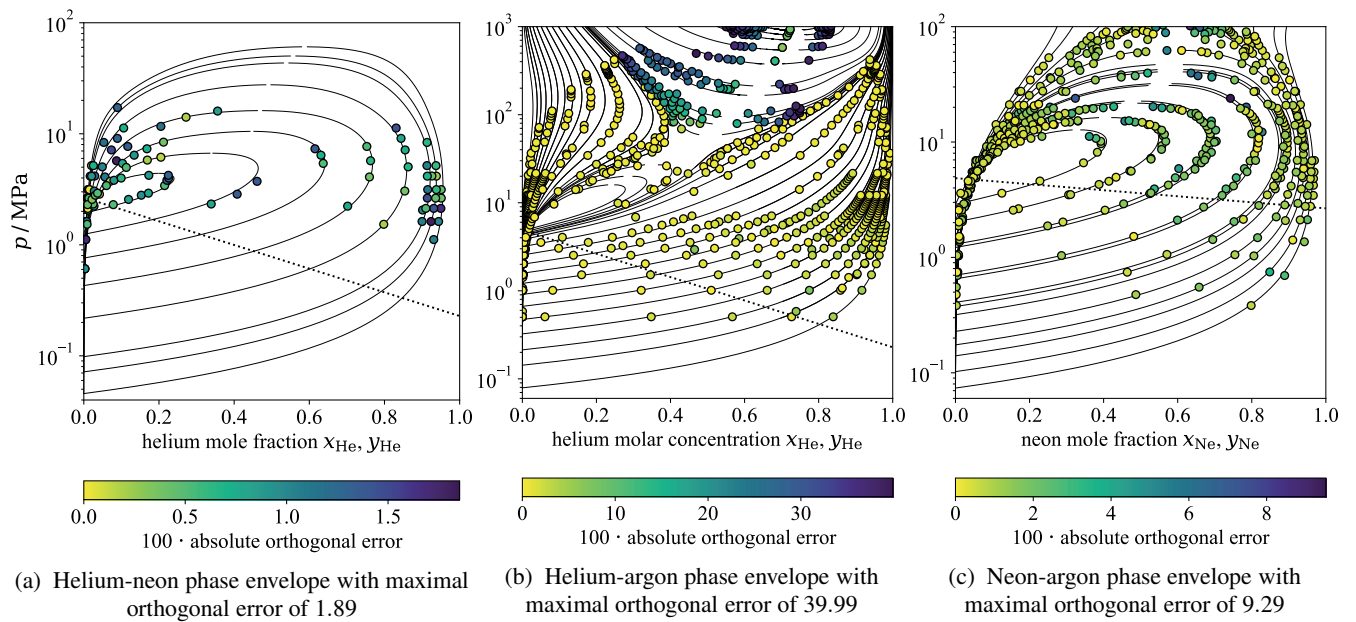 10²
10¹
10⁰
10⁻¹
p / MPa
0.0 0.2 0.4 0.6 0.8 1.0
helium mole fraction x_He, y_He
0.0 0.5 1.0 1.5
100 · absolute orthogonal error
(a) Helium-neon phase envelope with maximal
orthogonal error of 1.89
10³
10²
10¹
10⁰
10⁻¹
0.0 0.2 0.4 0.6 0.8 1.0
helium molar concentration x_He, y_He
0 10 20 30
100 · absolute orthogonal error
(b) Helium-argon phase envelope with
maximal orthogonal error of 39.99
10²
10¹
10⁰
10⁻¹
0.0 0.2 0.4 0.6 0.8 1.0
neon mole fraction x_Ne, y_Ne
0 2 4 6 8
100 · absolute orthogonal error
(c) Neon-argon phase envelope with
maximal orthogonal error of 9.29